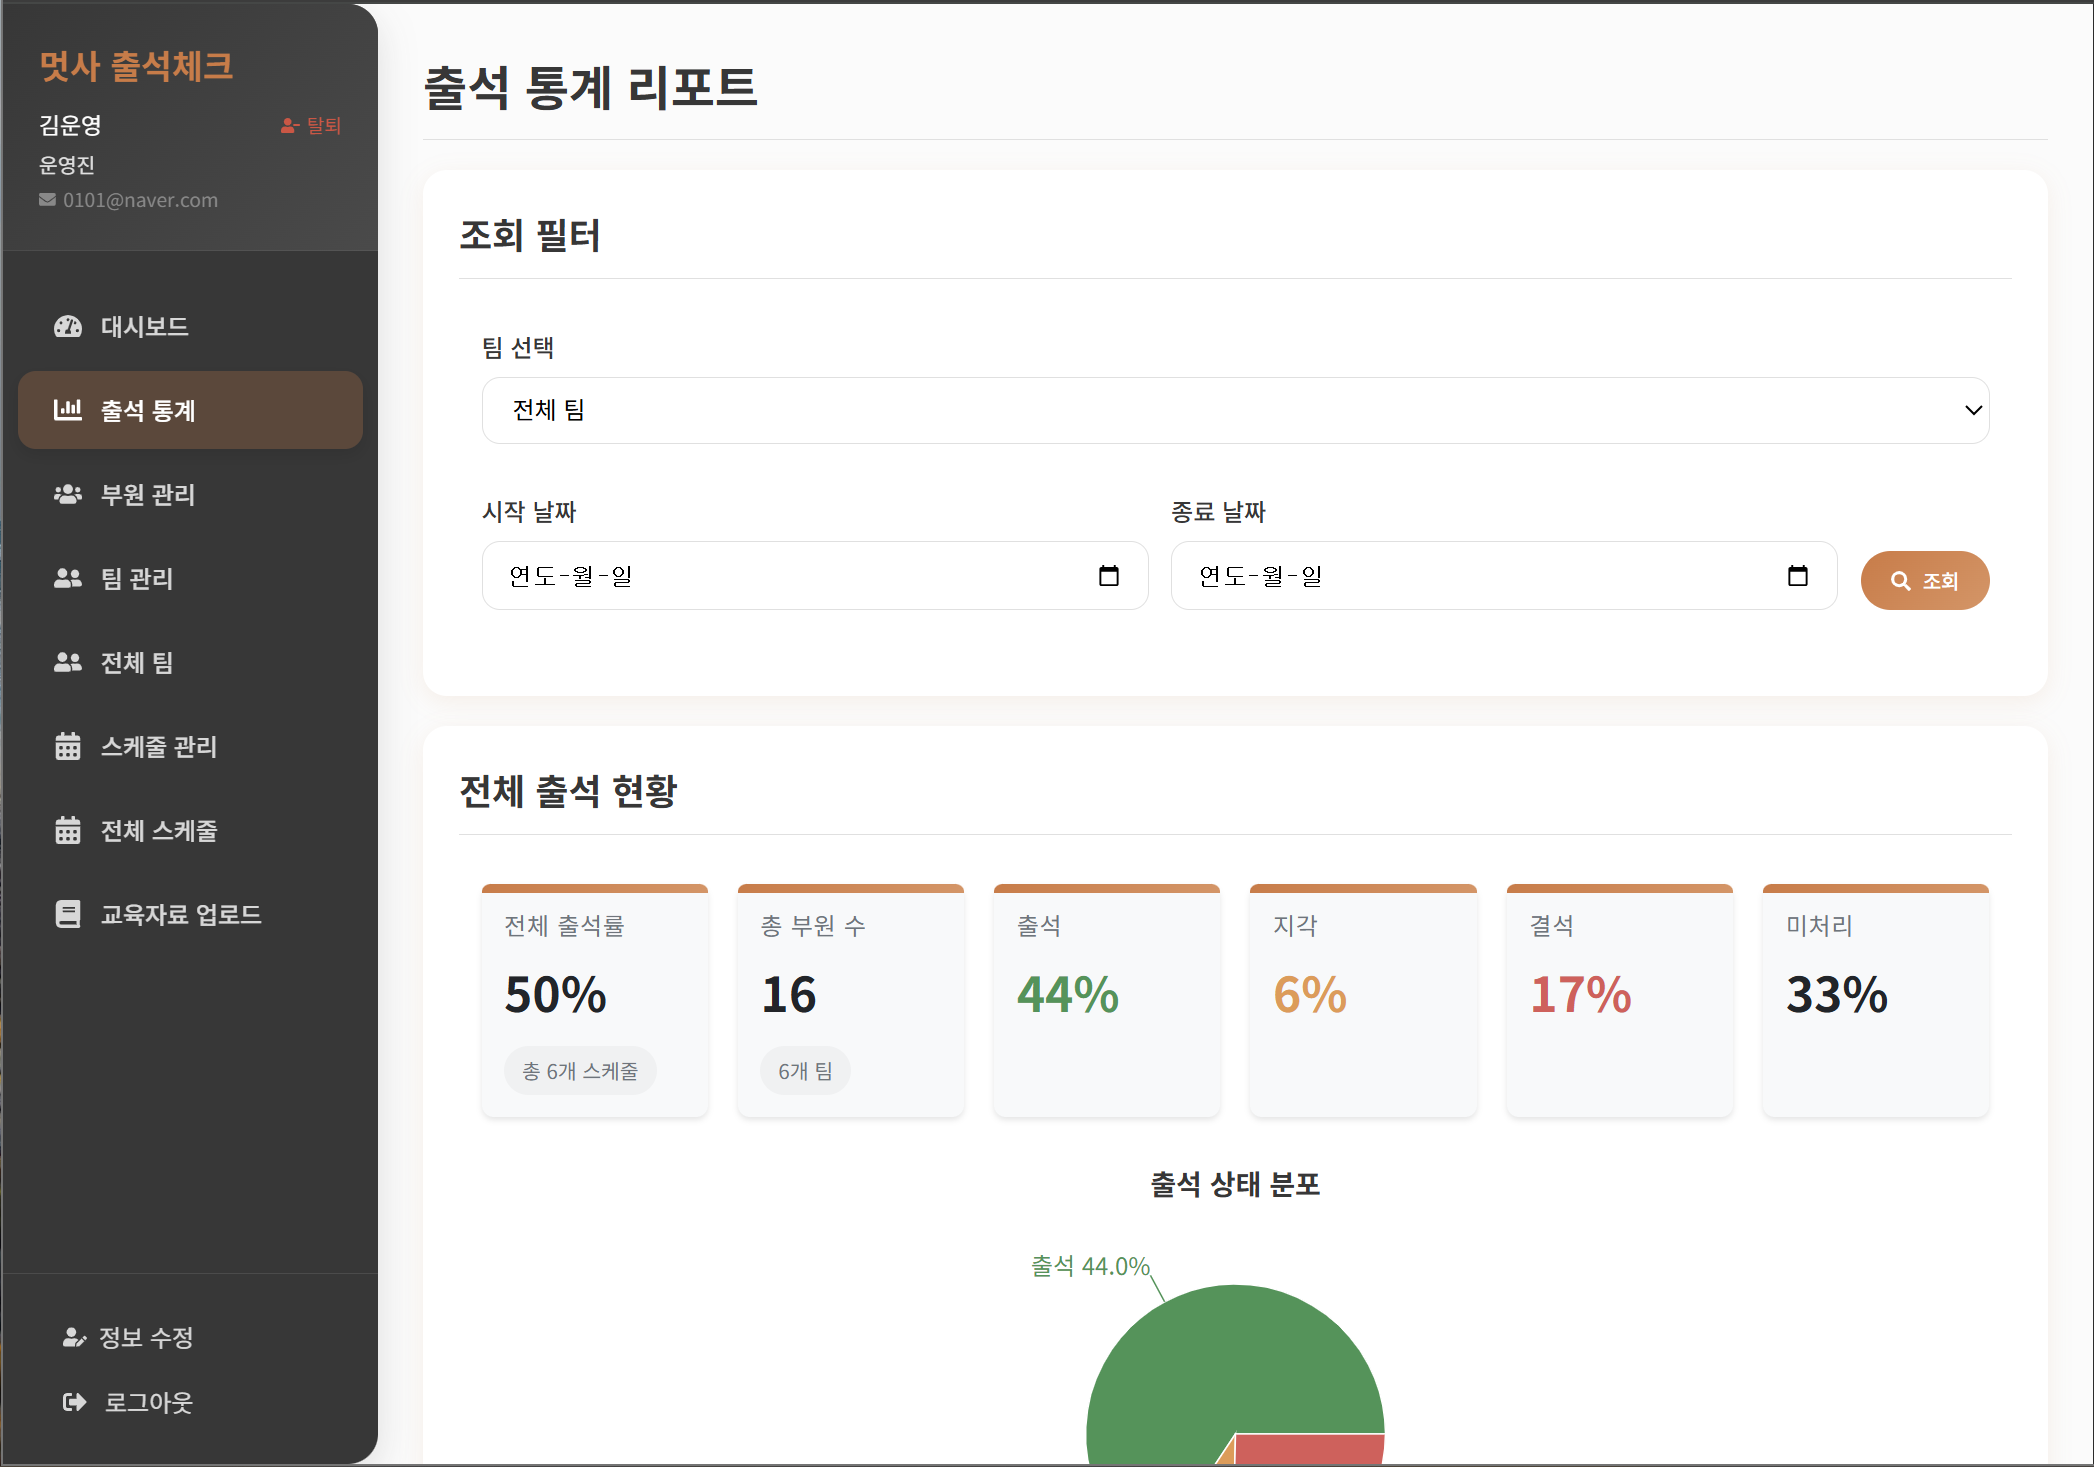 멋사 출석체크
김운영
탈퇴
운영진
0101@naver.com
대시보드
출석 통계
부원 관리
팀 관리
전체 팀
스케줄 관리
전체 스케줄
교육자료 업로드
정보 수정
로그아웃
출석 통계 리포트
조회 필터
팀 선택
전체 팀
시작 날짜
종료 날짜
연도-월-일
연도-월-일
조회
전체 출석 현황
전체 출석률
50%
총 6개 스케줄
총 부원 수
16
6개 팀
출석
44%
지각
6%
결석
17%
미처리
33%
출석 상태 분포
출석 44.0%